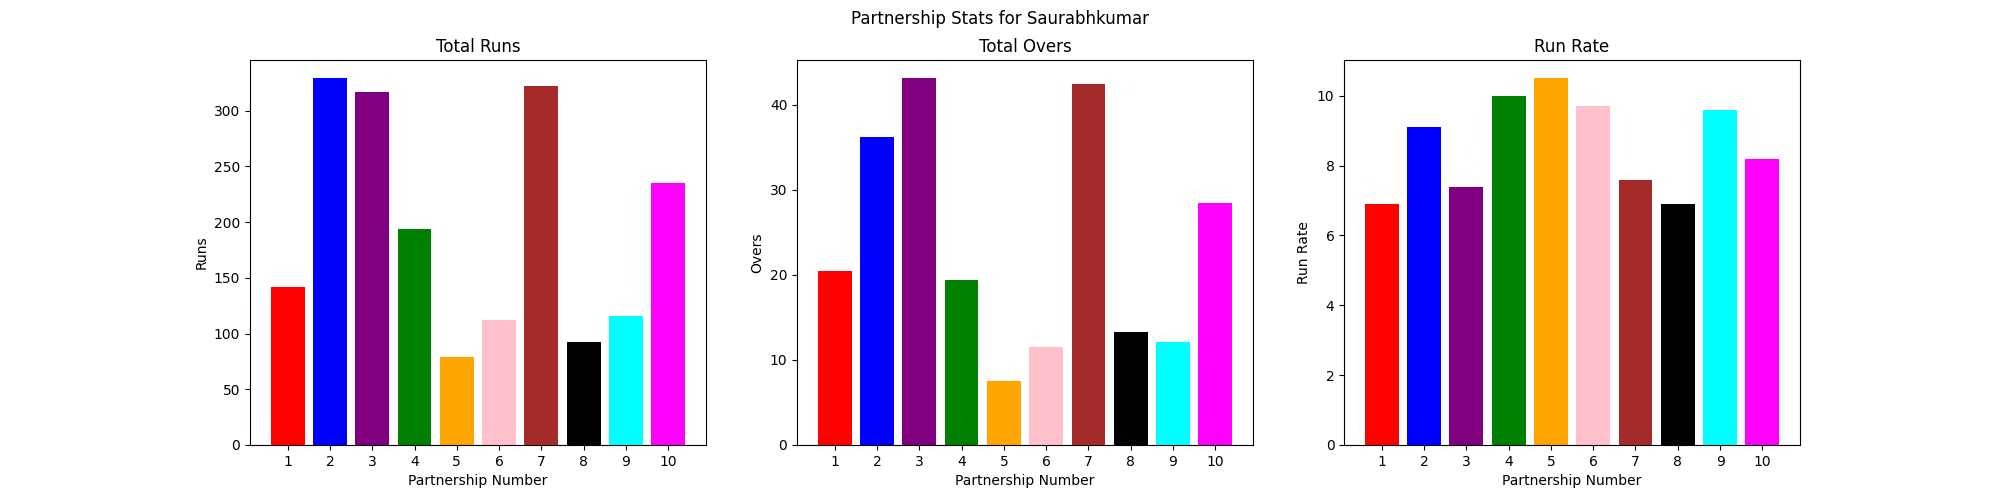 Partnership Stats for Saurabhkumar
Total Runs
Runs
300
250
200
150
100
50
0
1 2 3 4 5 6 7 8 9 10
Partnership Number
Total Overs
Overs
40
30
20
10
0
1 2 3 4 5 6 7 8 9 10
Partnership Number
Run Rate
Run Rate
10
8
6
4
2
0
1 2 3 4 5 6 7 8 9 10
Partnership Number